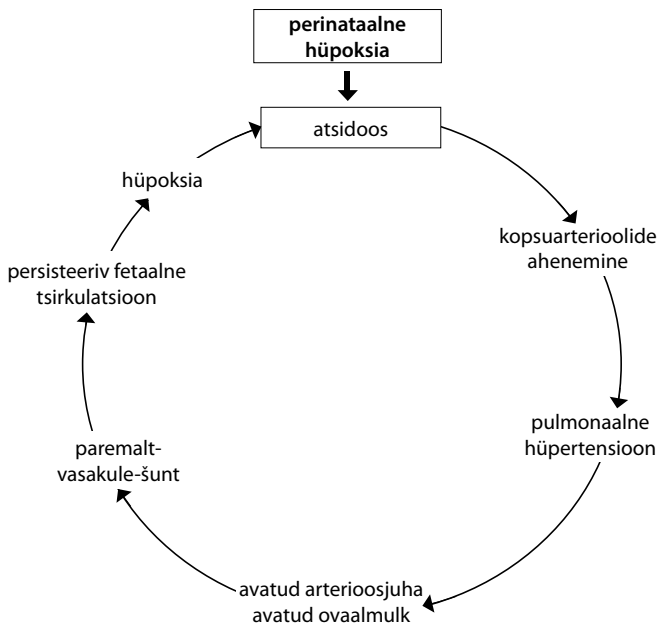 perinataalne
hüpoksia
atsidoos
kopsuarterioolide
ahenemine
pulmonaalne
hüpertensioon
avatud arterioosjuha
avatud ovaalmulk
paremalt-
vasakule-šunt
persisteeriv fetaalne
tsirkulatsioon
hüpoksia